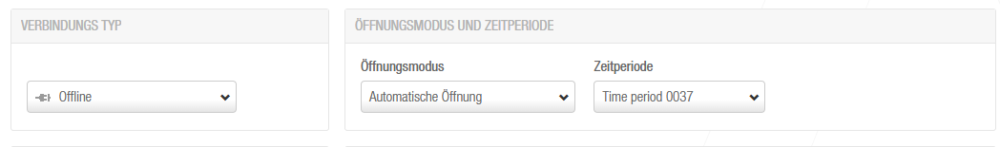 VERBINDUNGS TYP
Offline
ÖFFNUNGSMODUS UND ZEITPERIODE
Öffnungsmodus
Automatische Öffnung
Zeitperiode
Time period 0037